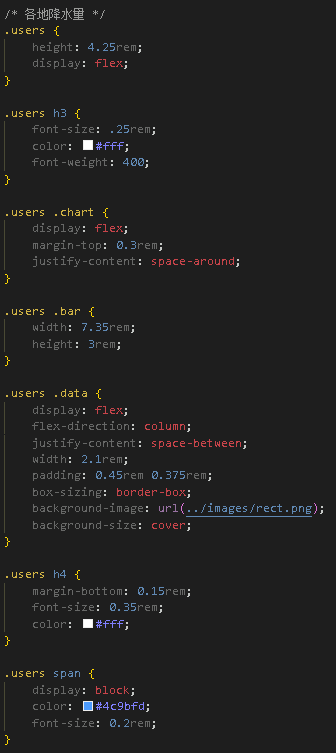 /* 各地降水量 */
.users {
    height: 4.25rem;
    display: flex;
}

.users h3 {
    font-size: .25rem;
    color: #fff;
    font-weight: 400;
}

.users .chart {
    display: flex;
    margin-top: 0.3rem;
    justify-content: space-around;
}

.users .bar {
    width: 7.35rem;
    height: 3rem;
}

.users .data {
    display: flex;
    flex-direction: column;
    justify-content: space-between;
    width: 2.1rem;
    padding: 0.45rem 0.375rem;
    box-sizing: border-box;
    background-image: url(../images/rect.png);
    background-size: cover;
}

.users h4 {
    margin-bottom: 0.15rem;
    font-size: 0.35rem;
    color: #fff;
}

.users span {
    display: block;
    color: #4c9bfd;
    font-size: 0.2rem;
}